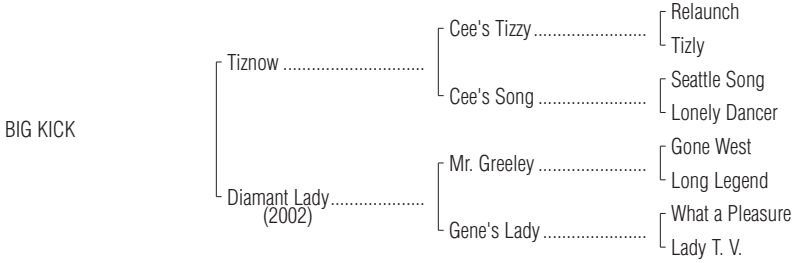 Relaunch
Cee's Tizzy........................
Tizly
Tiznow ..............................
Seattle Song
Cee's Song .......................
Lonely Dancer
BIG KICK
Gone West
Mr. Greeley .......................
Long Legend
Diamant Lady....................
(2002)
What a Pleasure
Gene's Lady......................
Lady T. V.